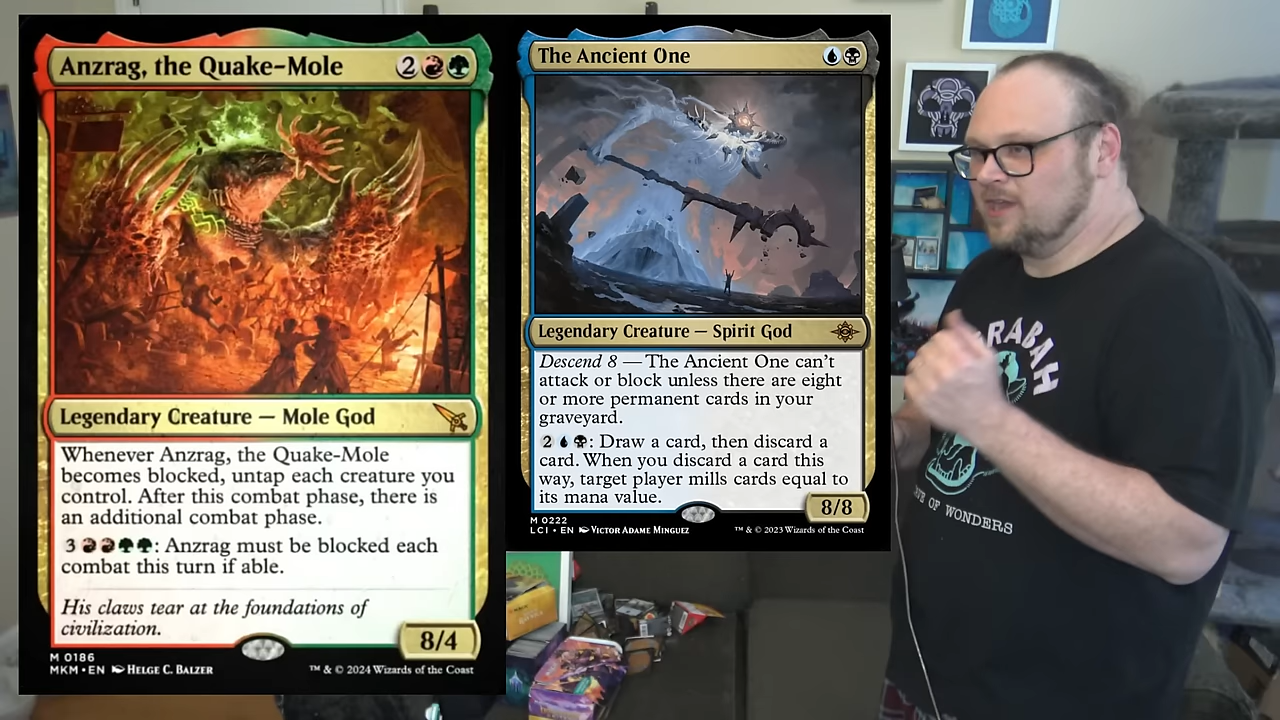 Anzrag, the Quake-Mole 2
Legendary Creature — Mole God
Whenever Anzrag, the Quake-Mole
becomes blocked, untap each creature you
control. After this combat phase, there is
an additional combat phase.
3: Anzrag must be blocked each
combat this turn if able.
His claws tear at the foundations of
civilization.
8/4
M 0186
MKM • EN HELGE C. BALZER
™ & © 2024 Wizards of the Coast
The Ancient One
Legendary Creature — Spirit God
Descend 8 — The Ancient One can't
attack or block unless there are eight
or more permanent cards in your
graveyard.
2: Draw a card, then discard a
card. When you discard a card this
way, target player mills cards equal to
its mana value.
8/8
M 0222
LCI • EN VICTOR ADAME MINGUEZ
™ & © 2023 Wizards of the Coast
RABAH
OF WONDERS